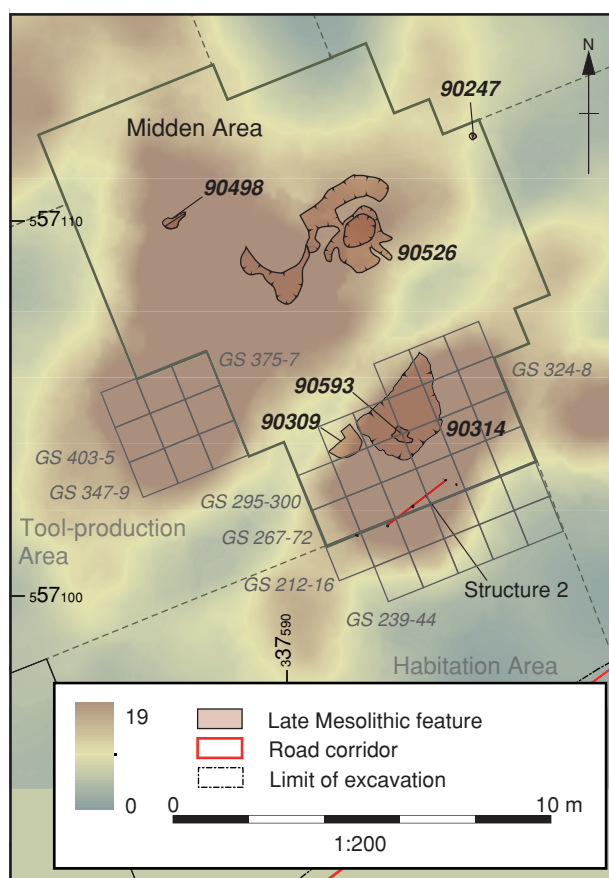 N
90247
Midden Area
90498
557110
90526
GS 375-7
GS 324-8
90593
90309
90314
GS 403-5
GS 347-9
GS 295-300
Tool-production
Area
GS 267-72
GS 212-16
Structure 2
557100
GS 239-44
337590
Habitation Area
19
0
Late Mesolithic feature
Road corridor
Limit of excavation
0
10 m
1:200